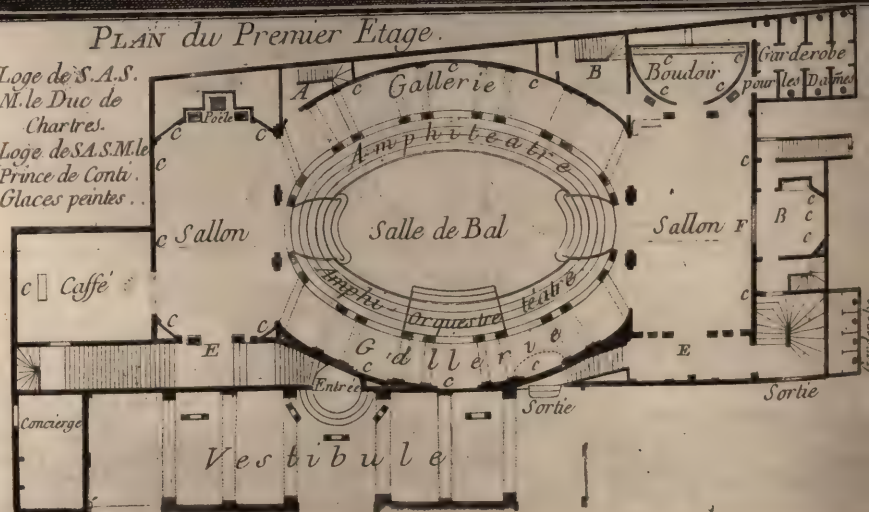 PLAN du Premier Etage.
Loge de S.A.S.
M. le Duc de
Chartres.
Loge de S.A.S.M.le
Prince de Conti.
Glaces peintes..
A
c
Gallerie
c
B
c
Boudoir
c
Garderobe
pour les Dames
c
Poële
c
c
c
Amphiteatre
c
Sallon
Salle de Bal
Sallon
F
B
c
c
c
c
c
Caffé
c
Amphi-
téatre
Orquestre
c
c
c
E
Gallerie
c
c
E
Entrée
Sortie
Sortie
Concierge
Vestibule